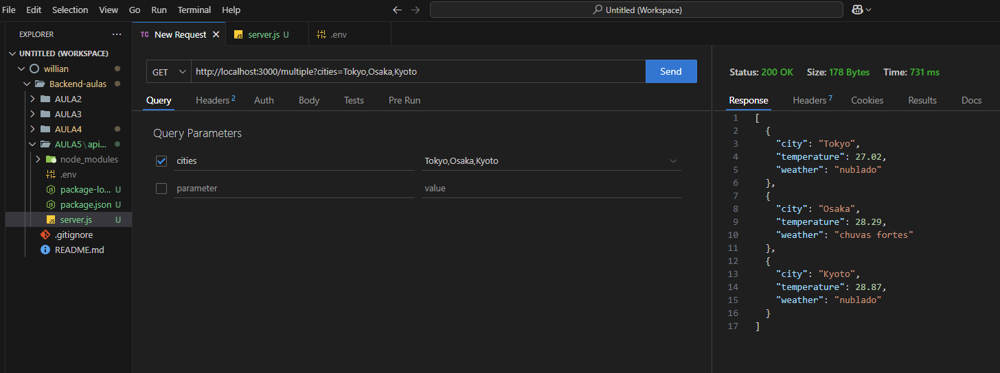 File Edit Selection View Go Run Terminal Help
Untitled (Workspace)
EXPLORER
TC New Request
JS server.js U
.env
UNTITLED (WORKSPACE)
willian
Backend-aulas
AULA2
AULA3
AULA4
AULA5\api...
node_modules
.env
package-lo... U
package.json U
JS server.js U
.gitignore
README.md
GET http://localhost:3000/multiple?cities=Tokyo,Osaka,Kyoto Send
Query Headers 2 Auth Body Tests Pre Run
Query Parameters
cities Tokyo,Osaka,Kyoto
parameter value
Status: 200 OK Size: 178 Bytes Time: 731 ms
Response Headers 7 Cookies Results Docs
1 [
2 {
3 "city": "Tokyo",
4 "temperature": 27.02,
5 "weather": "nublado"
6 },
7 {
8 "city": "Osaka",
9 "temperature": 28.29,
10 "weather": "chuvas fortes"
11 },
12 {
13 "city": "Kyoto",
14 "temperature": 28.87,
15 "weather": "nublado"
16 }
17 ]